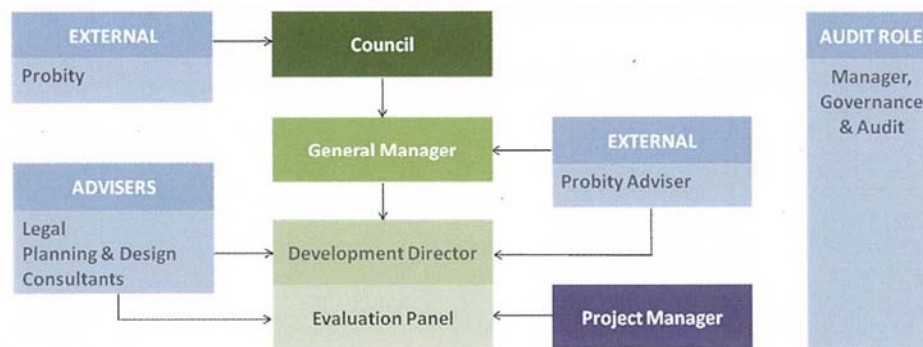 EXTERNAL
Probity
Council
AUDIT ROLE
Manager,
Governance
& Audit
General Manager
EXTERNAL
Probity Adviser
ADVISERS
Legal
Planning & Design
Consultants
Development Director
Evaluation Panel
Project Manager